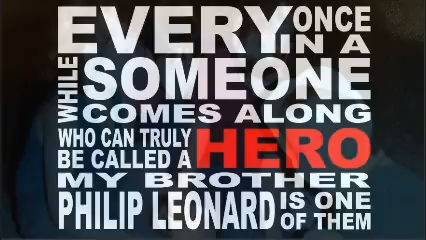 EVERY ONCE
IN A
WHILE
SOMEONE
COMES ALONG
WHO CAN TRULY
BE CALLED A HERO
MY BROTHER
PHILIP LEONARD IS ONE
OF THEM